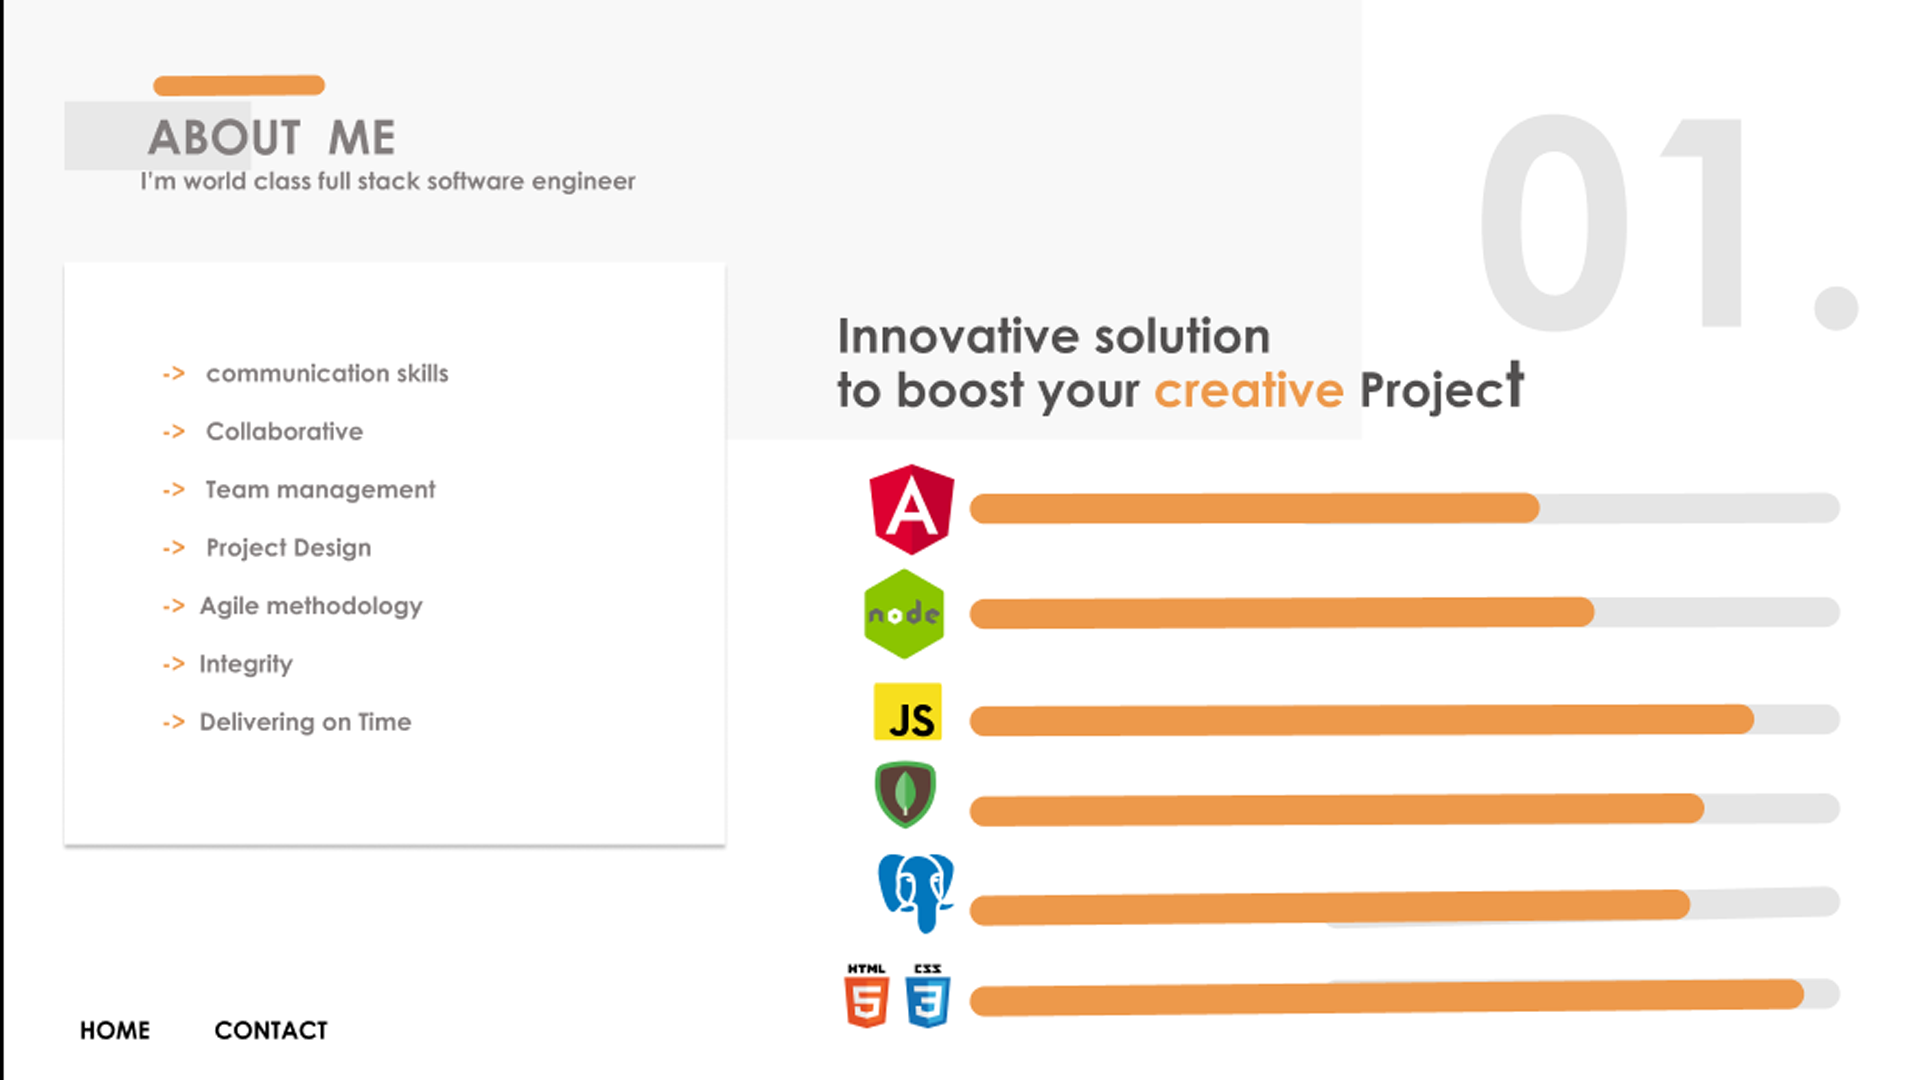 ABOUT ME
I'm world class full stack software engineer
01.
-> communication skills
-> Collaborative
-> Team management
-> Project Design
-> Agile methodology
-> Integrity
-> Delivering on Time
Innovative solution
to boost your creative Project
A
node
JS
HTML CSS
5 3
HOME CONTACT